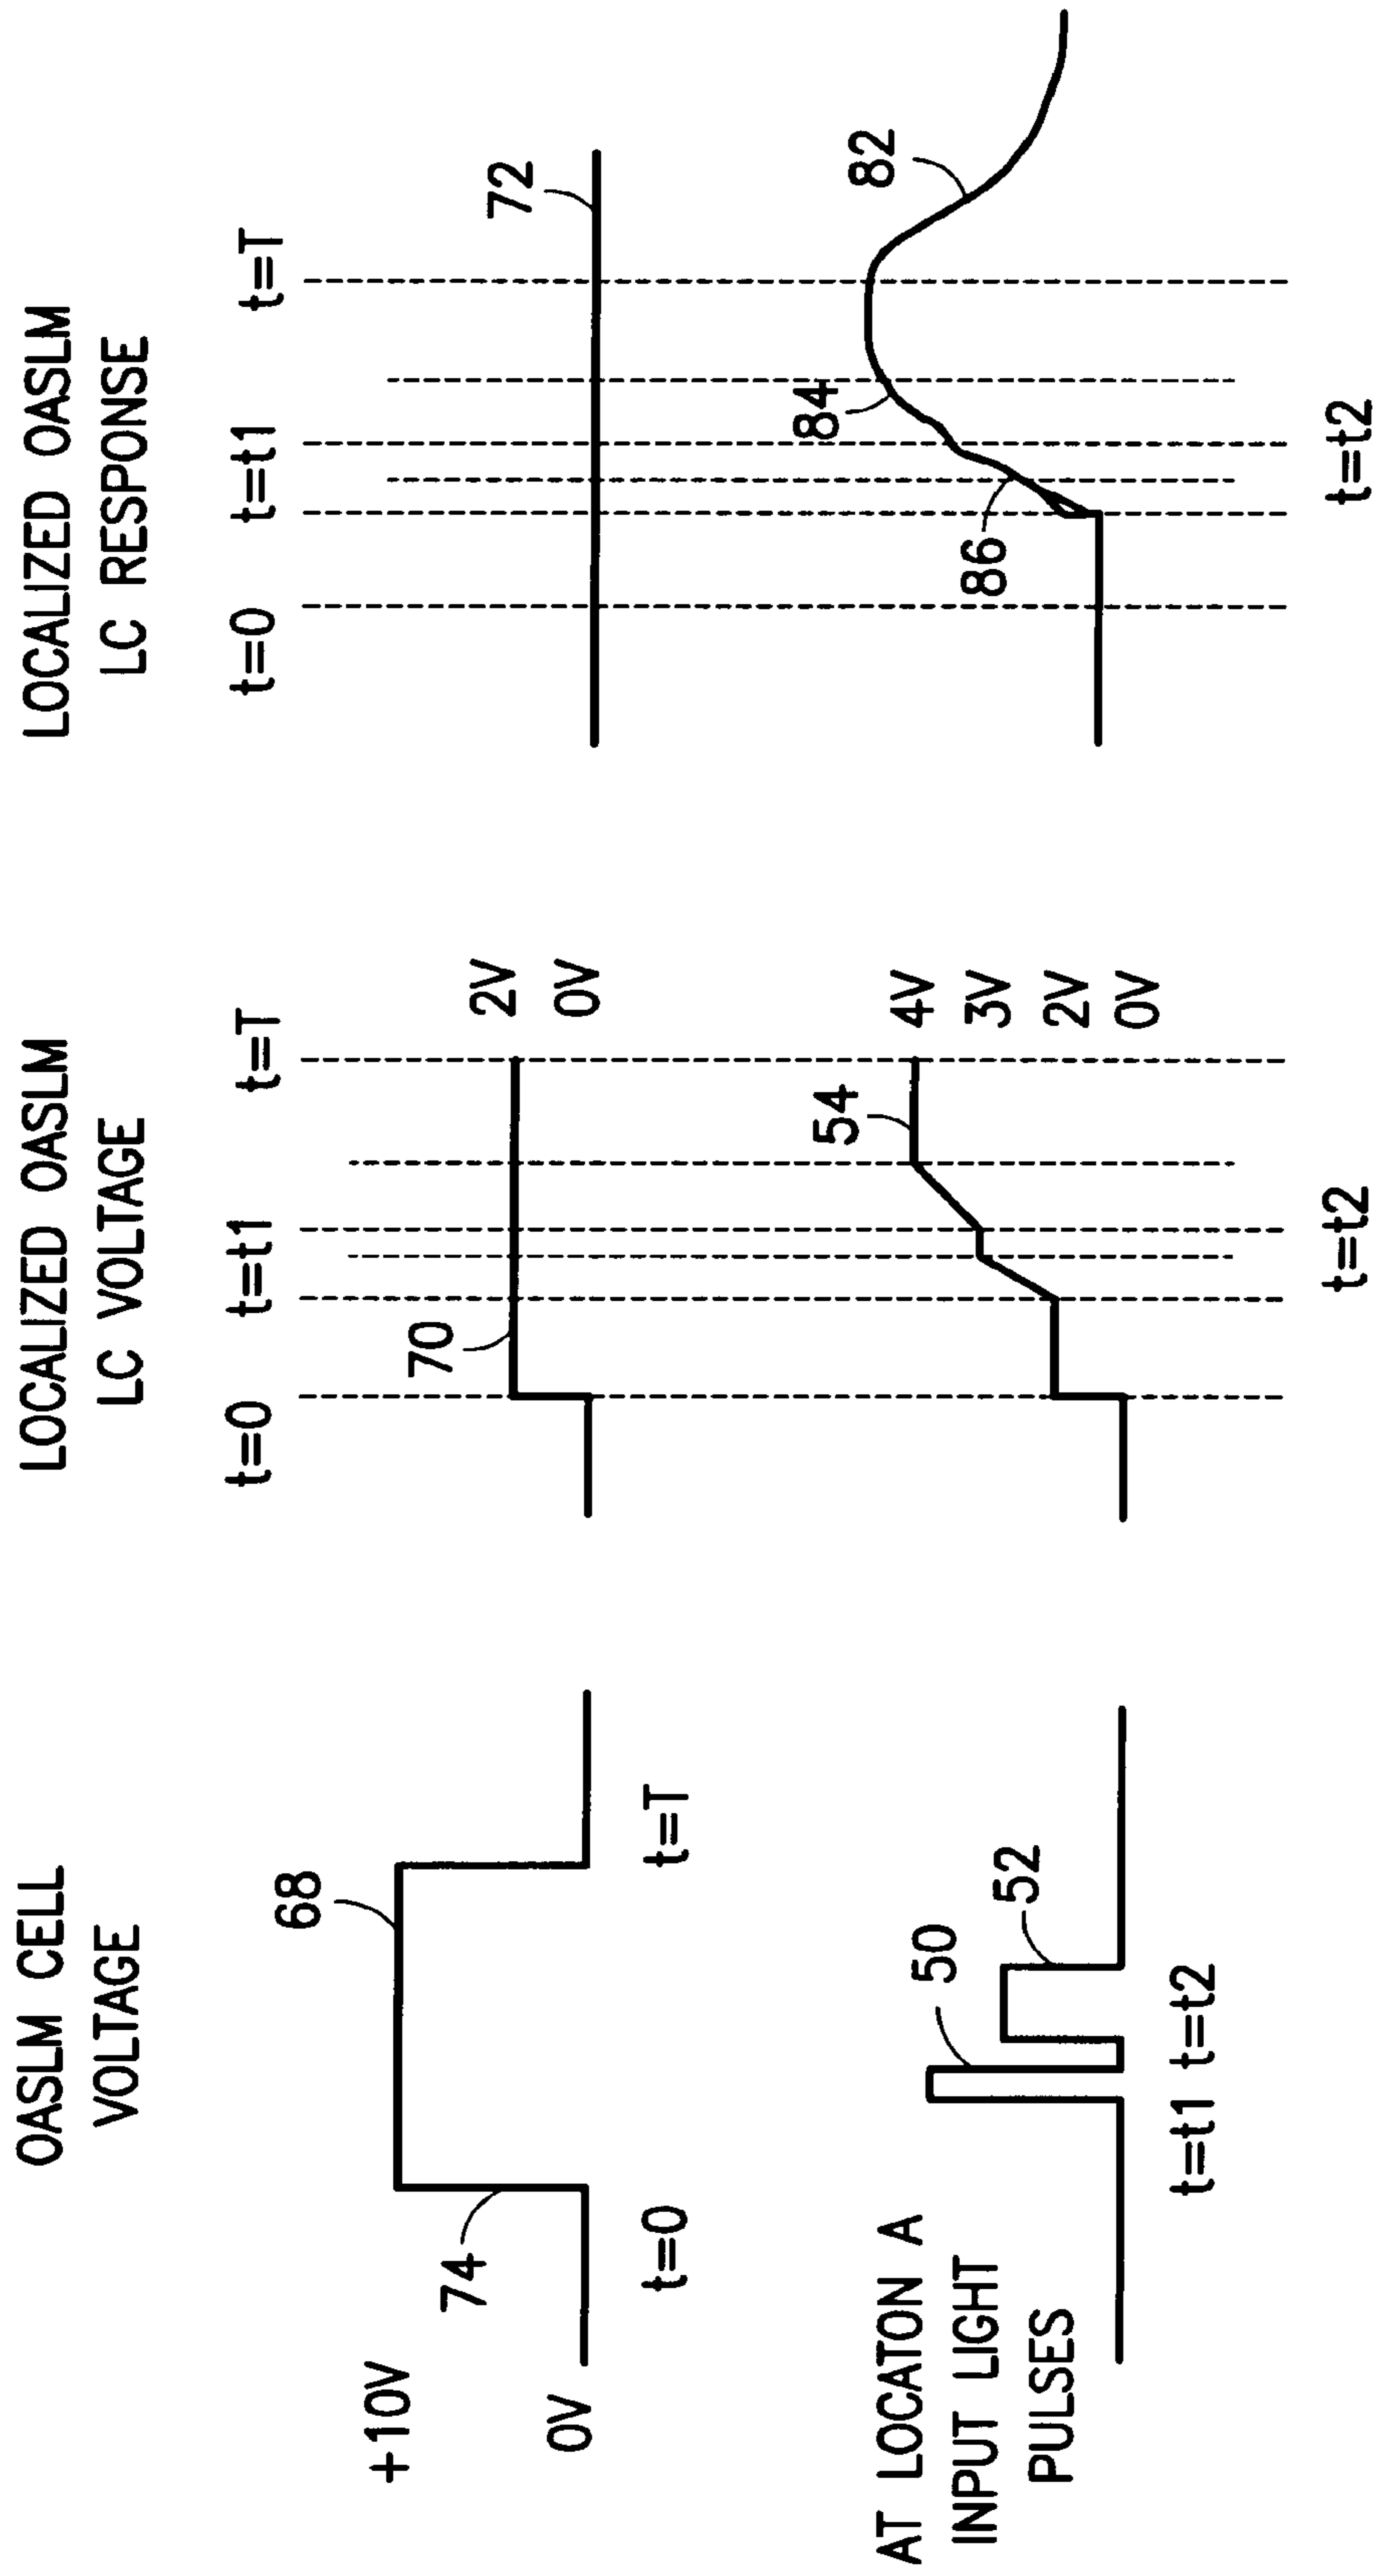 OASLM CELL
VOLTAGE
+10V
0V
74
68
t=0
t=T
AT LOCATON A
INPUT LIGHT
PULSES
50
52
t=t1
t=t2
LOCALIZED OASLM
LC VOLTAGE
t=0
t=t1
t=T
70
2V
0V
54
4V
3V
2V
0V
t=t2
LOCALIZED OASLM
LC RESPONSE
t=0
t=t1
t=T
72
86
84
82
t=t2